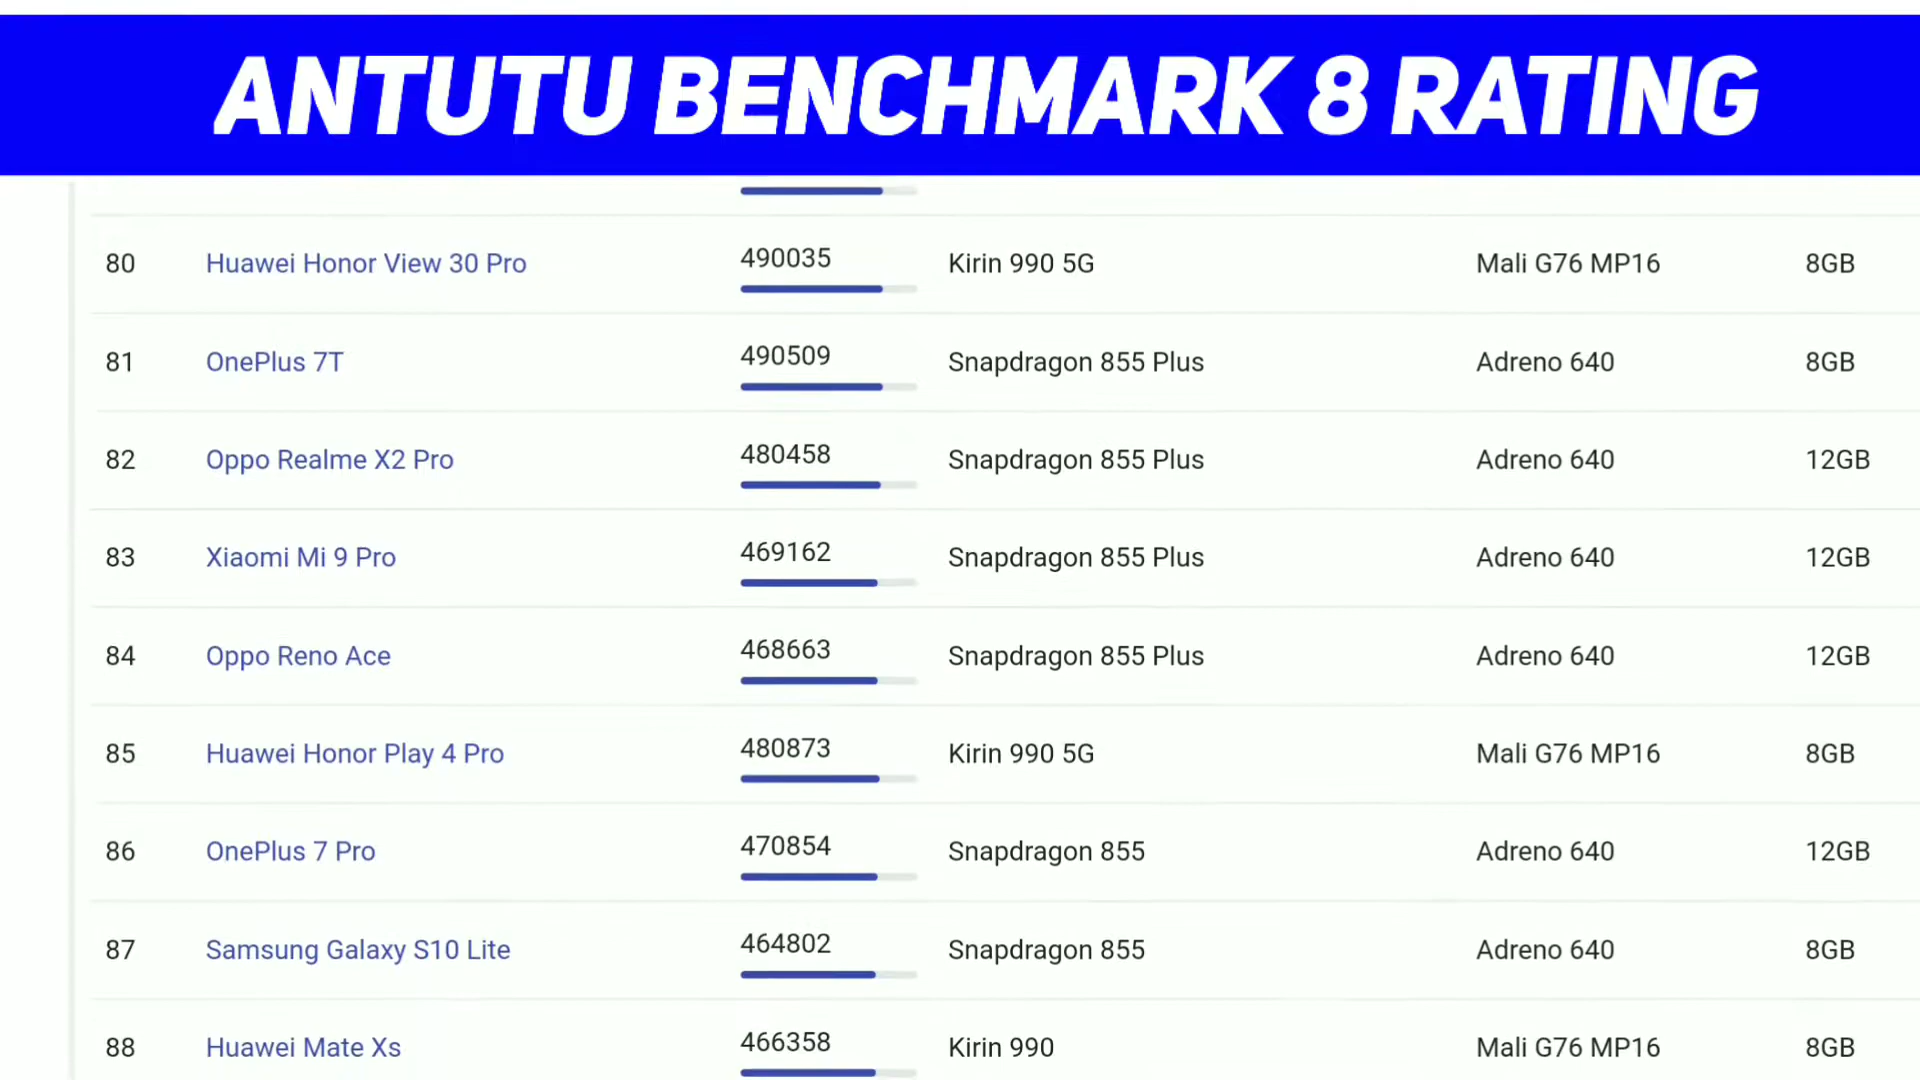 ANTUTU BENCHMARK 8 RATING
80 Huawei Honor View 30 Pro 490035 Kirin 990 5G Mali G76 MP16 8GB
81 OnePlus 7T 490509 Snapdragon 855 Plus Adreno 640 8GB
82 Oppo Realme X2 Pro 480458 Snapdragon 855 Plus Adreno 640 12GB
83 Xiaomi Mi 9 Pro 469162 Snapdragon 855 Plus Adreno 640 12GB
84 Oppo Reno Ace 468663 Snapdragon 855 Plus Adreno 640 12GB
85 Huawei Honor Play 4 Pro 480873 Kirin 990 5G Mali G76 MP16 8GB
86 OnePlus 7 Pro 470854 Snapdragon 855 Adreno 640 12GB
87 Samsung Galaxy S10 Lite 464802 Snapdragon 855 Adreno 640 8GB
88 Huawei Mate Xs 466358 Kirin 990 Mali G76 MP16 8GB